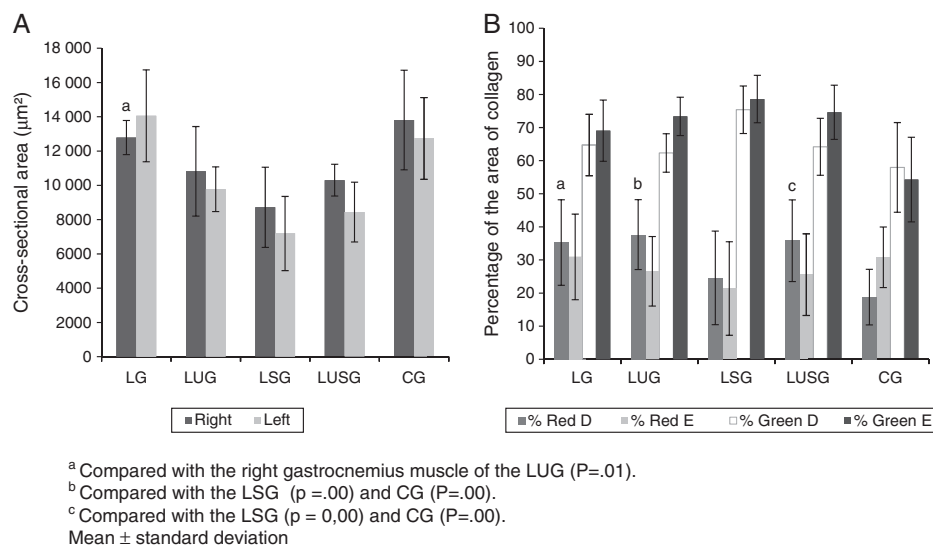 A
Cross-sectional area (μm²)
18 000
16 000
14 000
12 000
10 000
8000
6000
4000
2000
0
a
LG LUG LSG LUSG CG
Right Left
B
Percentage of the area of collagen
100
90
80
70
60
50
40
30
20
10
0
a b c
LG LUG LSG LUSG CG
% Red D % Red E % Green D % Green E
a Compared with the right gastrocnemius muscle of the LUG (P=.01).
b Compared with the LSG (p =.00) and CG (P=.00).
c Compared with the LSG (p = 0,00) and CG (P=.00).
Mean ± standard deviation